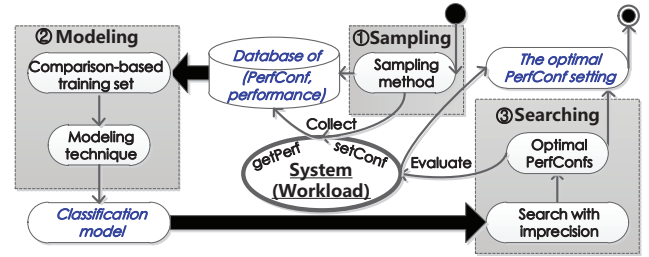 ② Modeling
Comparison-based
training set
Modeling
technique
Classification
model
Database of
(PerfConf,
performance)
①Sampling
Sampling
method
Collect
getPerf
setConf
System
(Workload)
Evaluate
The optimal
PerfConf setting
③Searching
Optimal
PerfConfs
Search with
imprecision